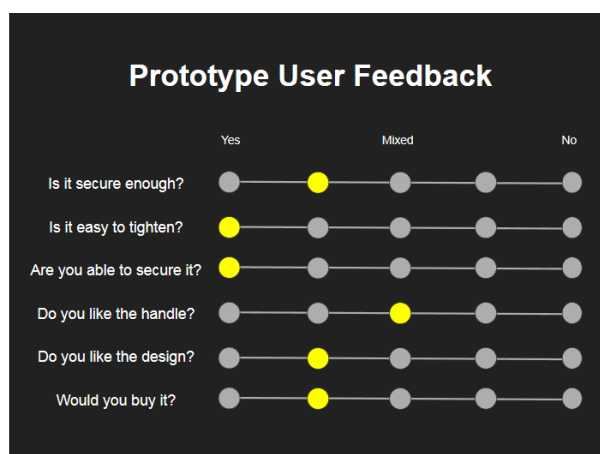 Prototype User Feedback
Yes Mixed No
Is it secure enough?
Is it easy to tighten?
Are you able to secure it?
Do you like the handle?
Do you like the design?
Would you buy it?